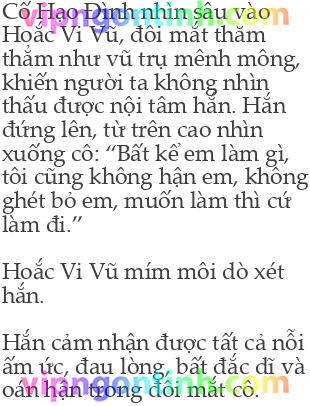 Cố Hạo Đình nhìn sâu vào
Hoắc Vi Vũ, đôi mắt thăm
thẳm như vũ trụ mênh mông,
khiến người ta không nhìn
thấu được nội tâm hắn. Hắn
đứng lên, từ trên cao nhìn
xuống cô: “Bất kể em làm gì,
tôi cũng không hận em, không
ghét bỏ em, muốn làm thì cứ
làm đi.”
Hoắc Vi Vũ mím môi dò xét
hắn.
Hắn cảm nhận được tất cả nỗi
ấm ức, đau lòng, bất đắc dĩ và
vipngontinh.com
oán hận trong đôi mắt cô.